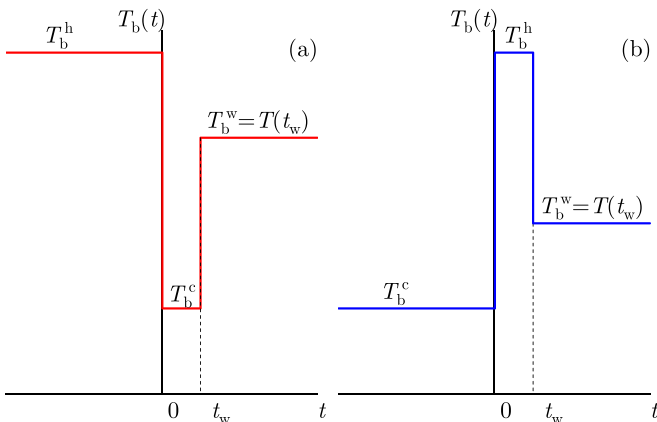 T_b(t)
T_b^h
(a)
T_b^w=T(t_w)
T_b^c
0 t_w t
T_b(t)
T_b^h
(b)
T_b^w=T(t_w)
T_b^c
0 t_w t